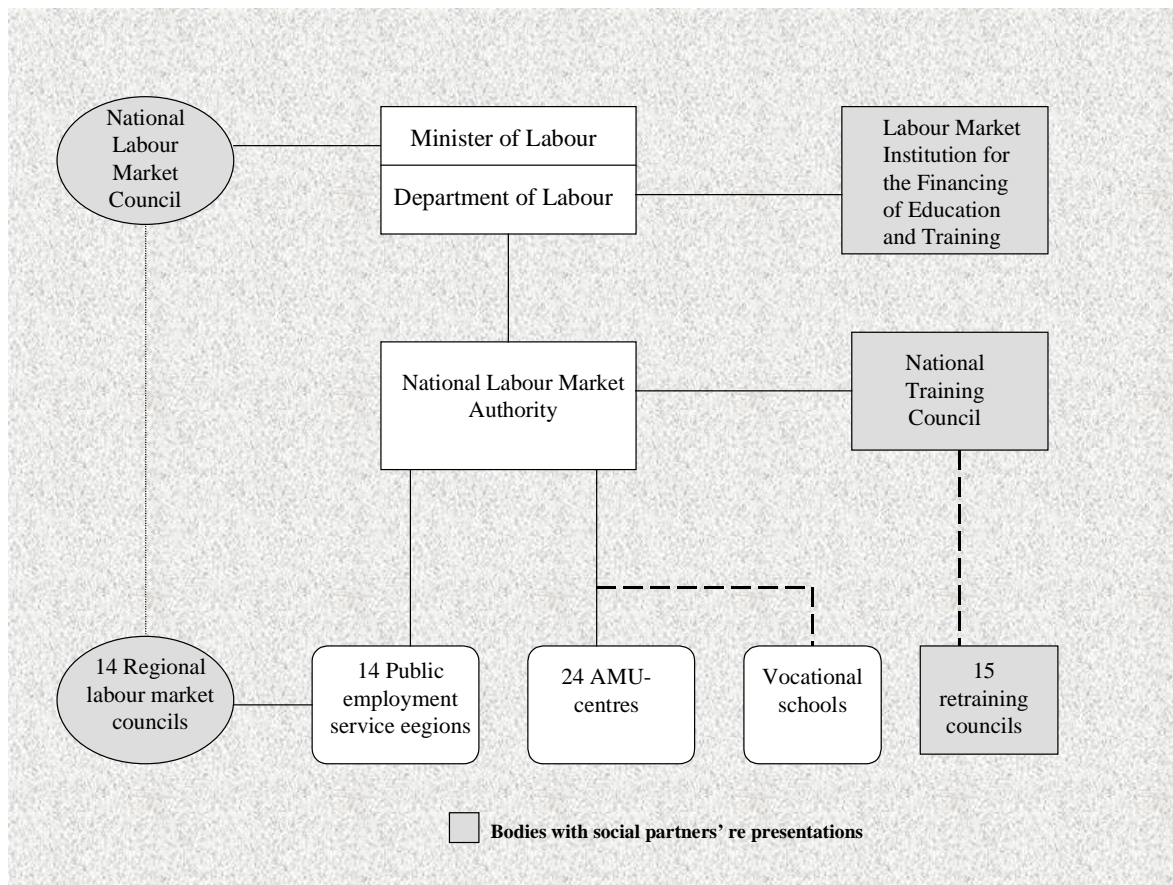 National
Labour
Market
Council
Minister of Labour
Department of Labour
Labour Market
Institution for
the Financing
of Education
and Training
National Labour Market
Authority
National
Training
Council
14 Regional
labour market
councils
14 Public
employment
service eegions
24 AMU-
centres
Vocational
schools
15
retraining
councils
Bodies with social partners’ re presentations